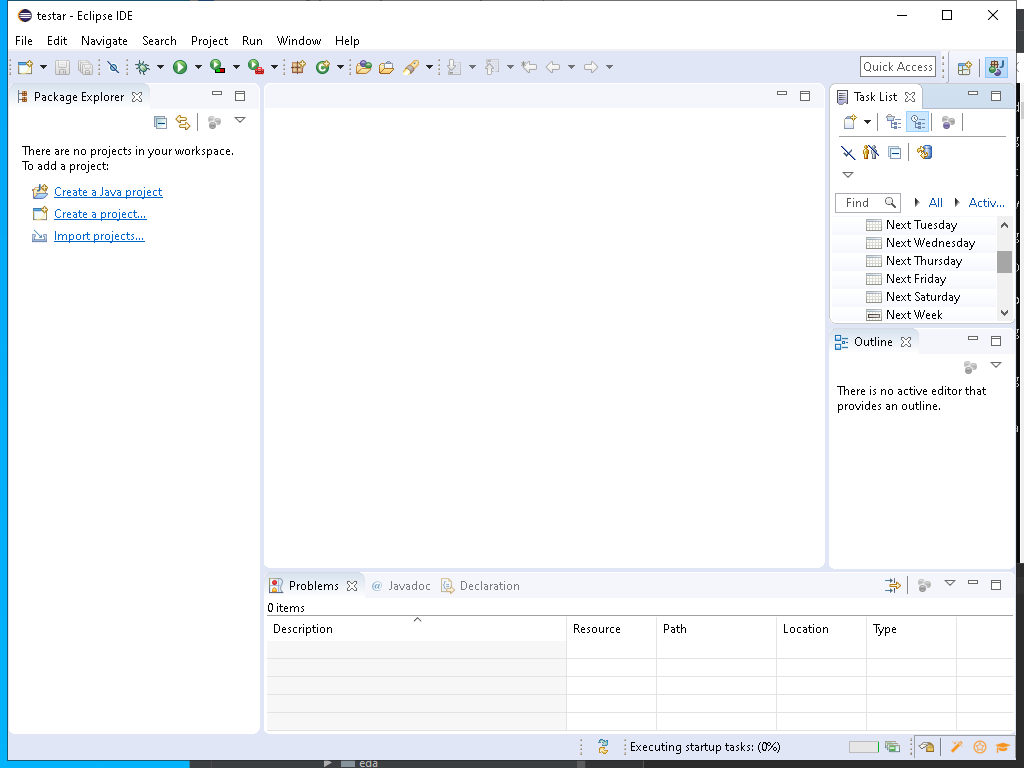 testar - Eclipse IDE
File Edit Navigate Search Project Run Window Help
Quick Access
Package Explorer
There are no projects in your workspace.
To add a project:
Create a Java project
Create a project...
Import projects...
Task List
Find All Activ...
Next Tuesday
Next Wednesday
Next Thursday
Next Friday
Next Saturday
Next Week
Outline
There is no active editor that
provides an outline.
Problems @ Javadoc Declaration
0 items
Description Resource Path Location Type
Executing startup tasks: (0%)
eda